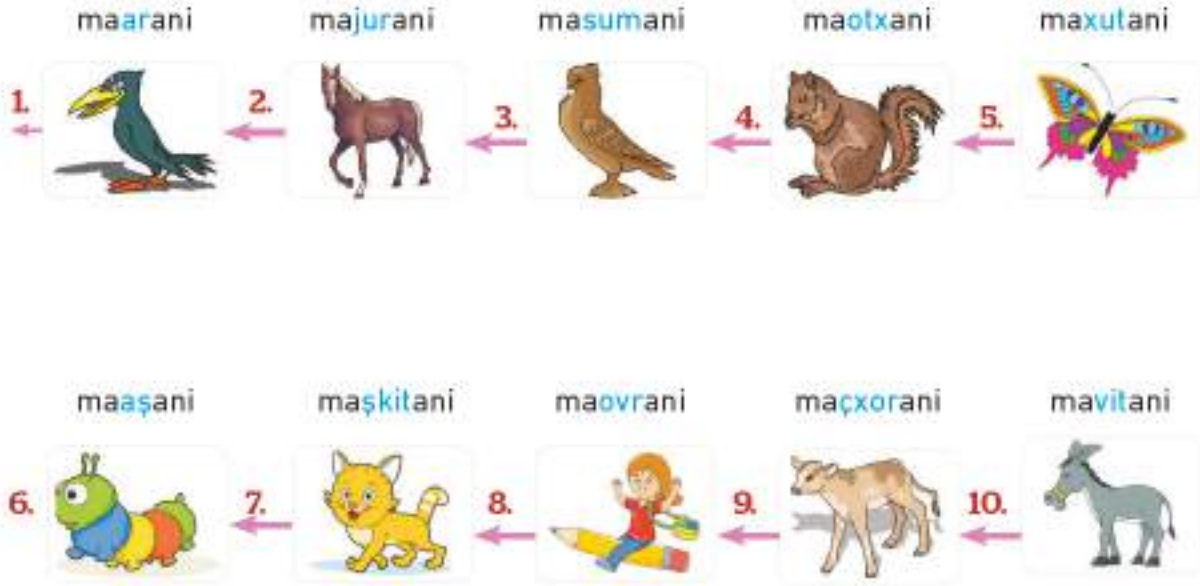 maarani majurani masumani maotxani maxutani
1. 2. 3. 4. 5.
maaşani maşkitani maovrani maçxorani mavitani
6. 7. 8. 9. 10.